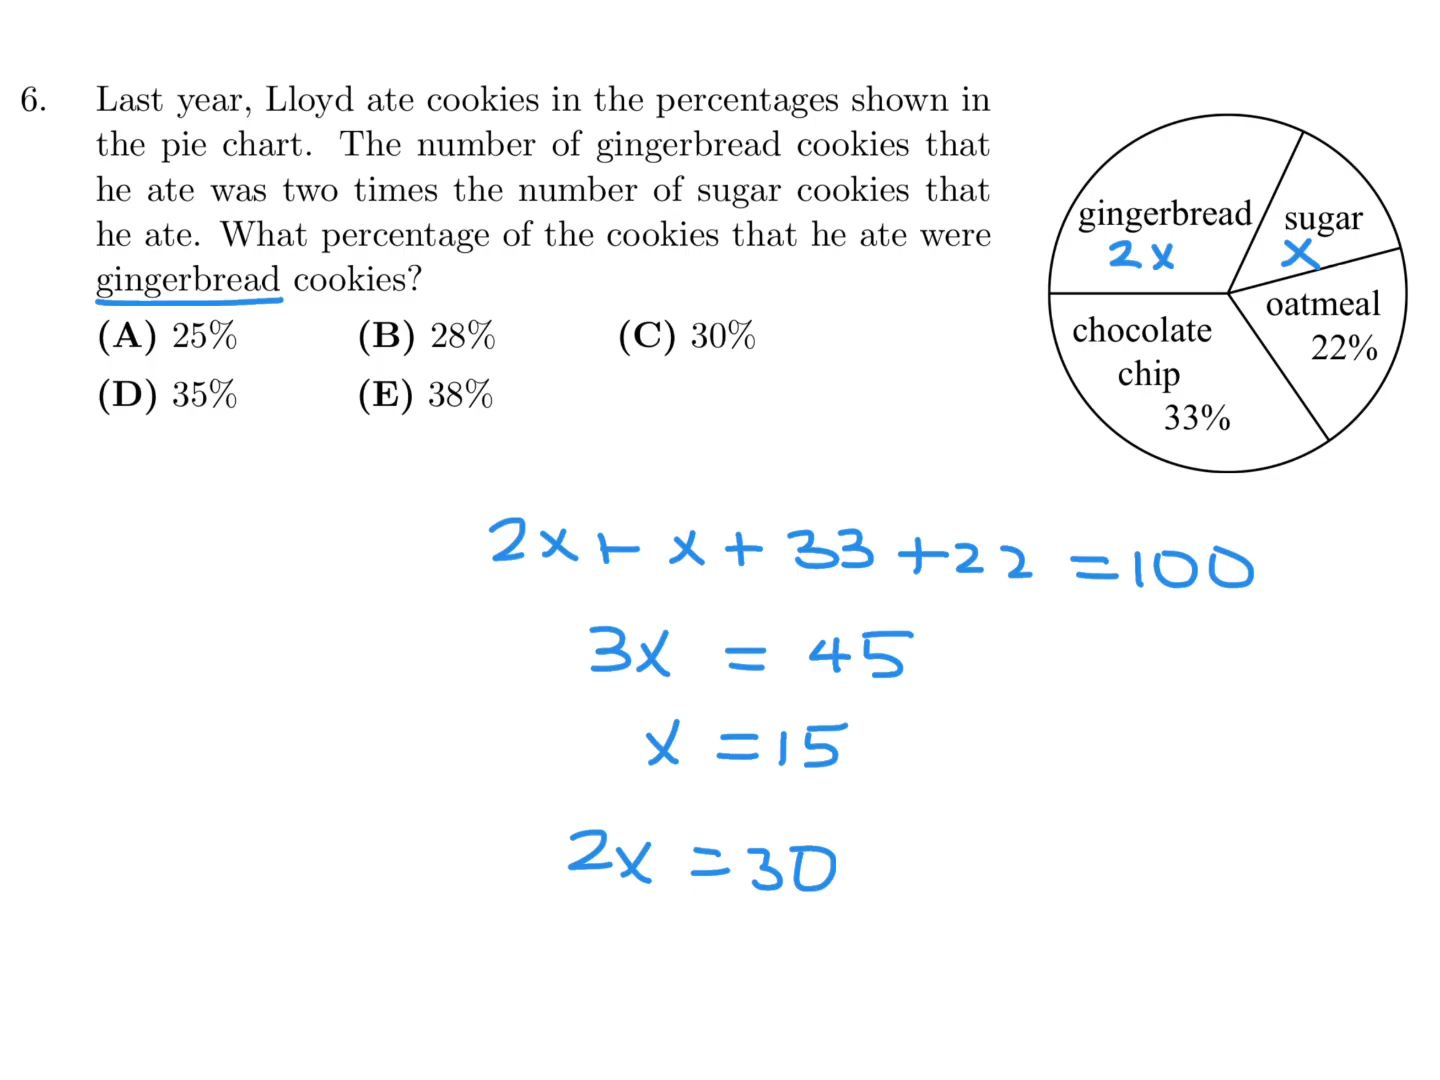 6. Last year, Lloyd ate cookies in the percentages shown in
the pie chart. The number of gingerbread cookies that
he ate was two times the number of sugar cookies that
he ate. What percentage of the cookies that he ate were
gingerbread cookies?
(A) 25% (B) 28% (C) 30%
(D) 35% (E) 38%
gingerbread
2x
sugar
x
oatmeal
22%
chocolate
chip
33%
2x + x + 33 + 22 = 100
3x = 45
x = 15
2x = 30